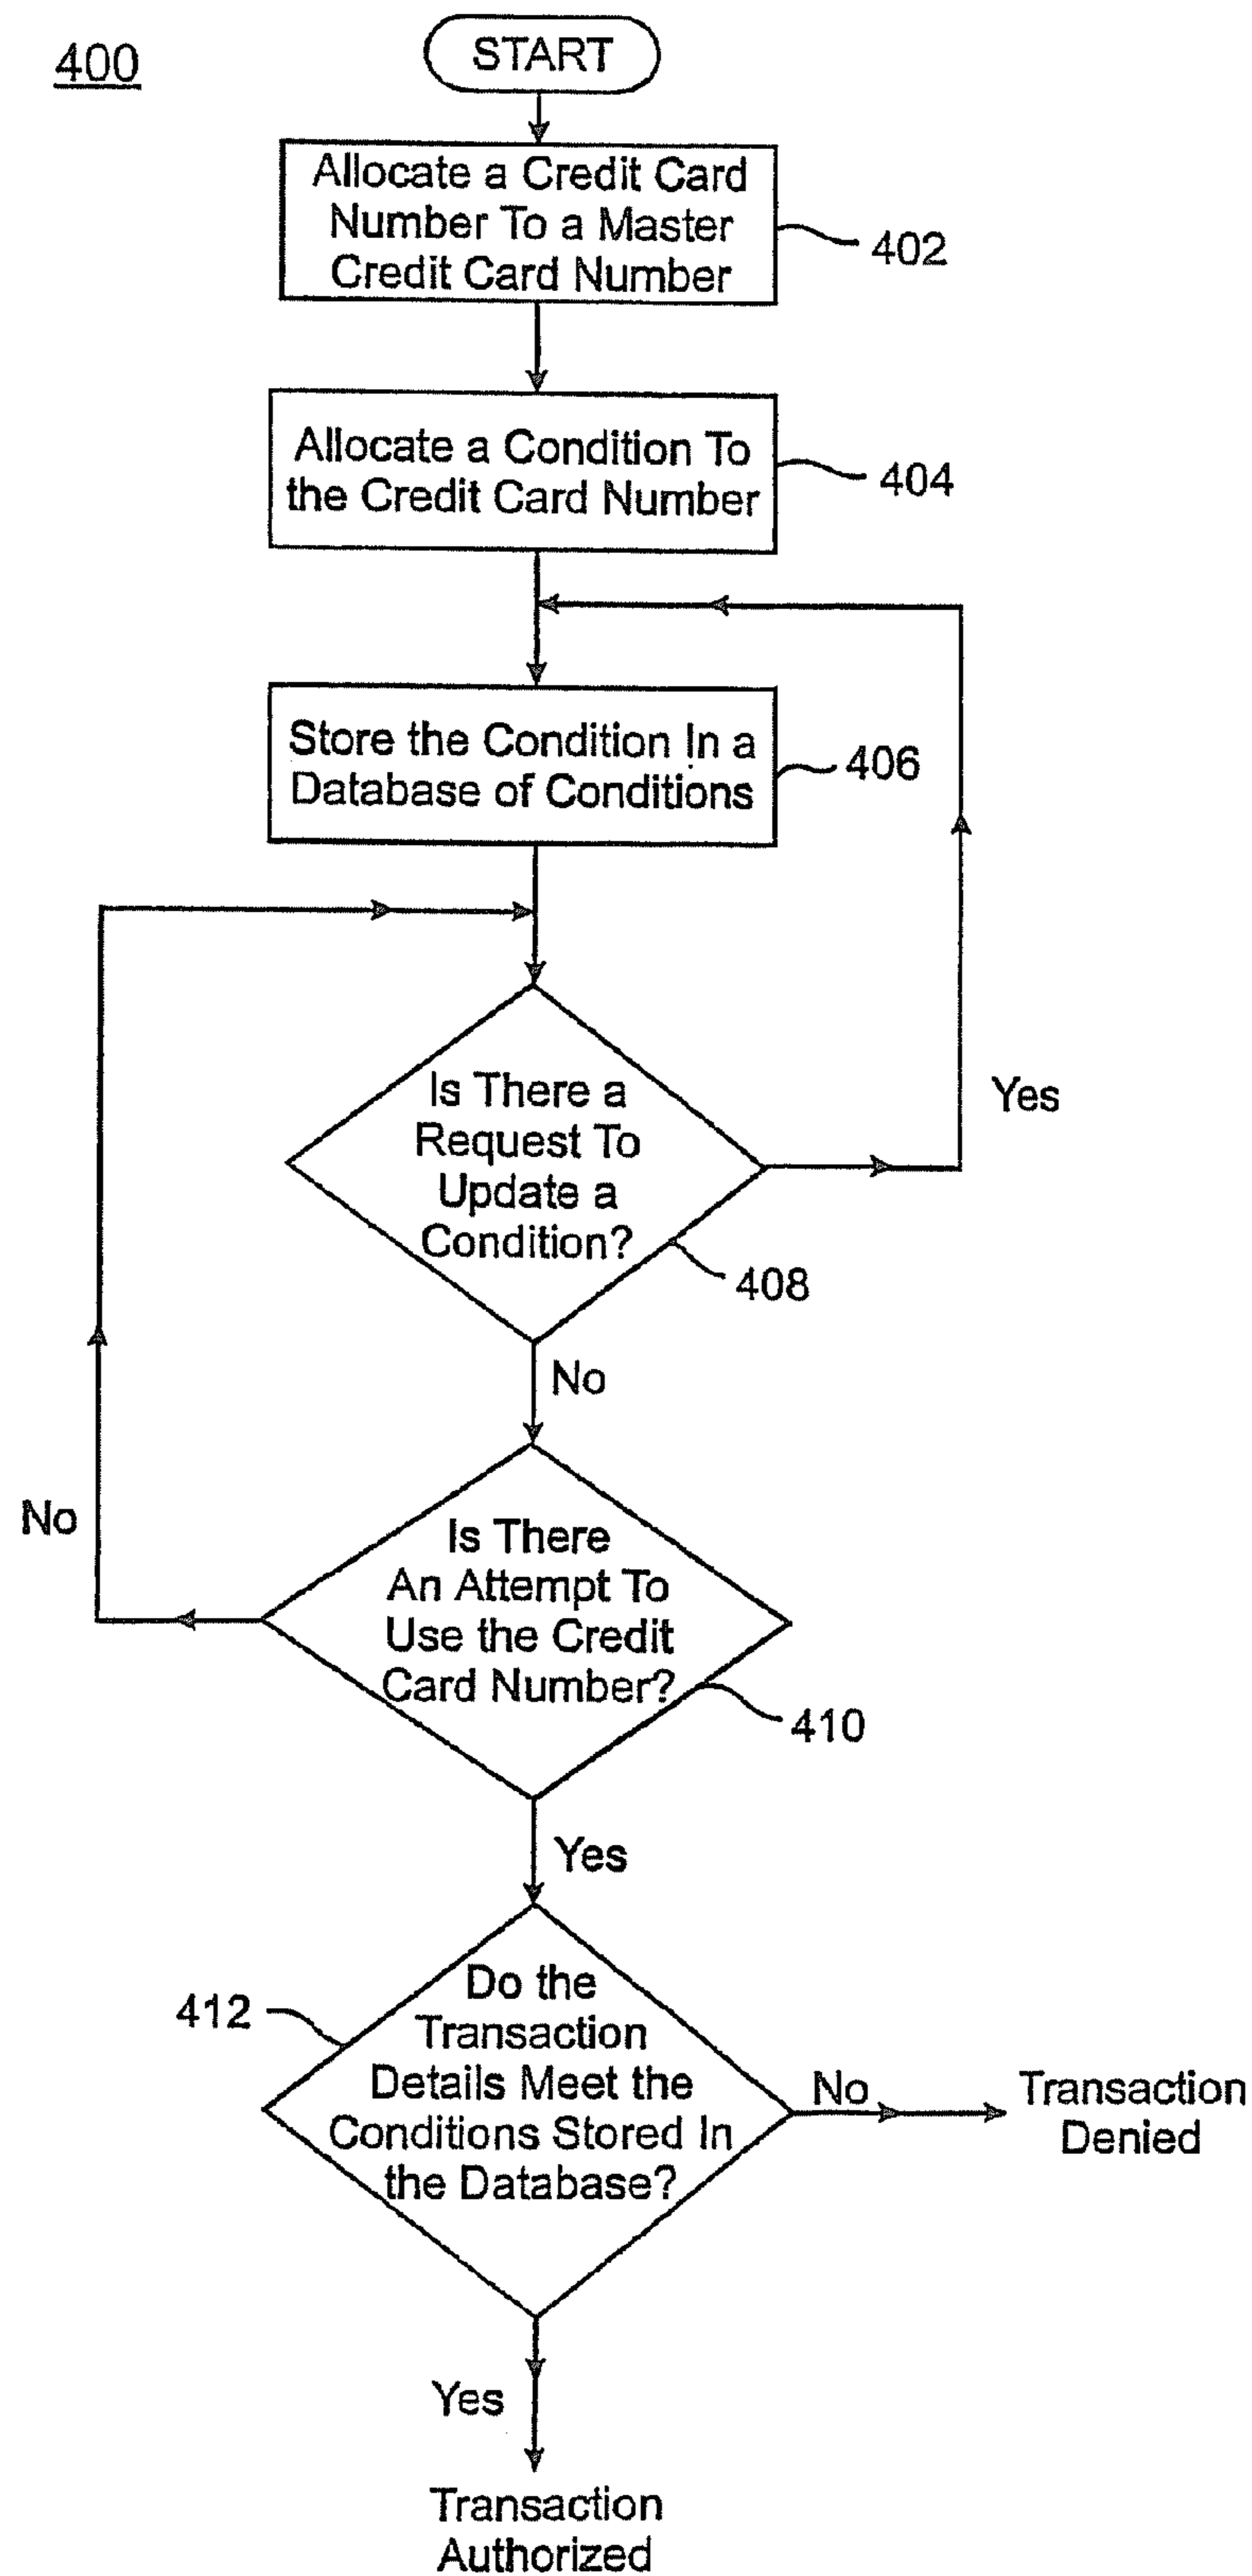 400
START
Allocate a Credit Card
Number To a Master
Credit Card Number
402
Allocate a Condition To
the Credit Card Number
404
Store the Condition In a
Database of Conditions
406
Is There a
Request To
Update a
Condition?
Yes
408
No
Is There
An Attempt To
Use the Credit
Card Number?
No
410
Yes
412
Do the
Transaction
Details Meet the
Conditions Stored In
the Database?
No
Transaction
Denied
Yes
Transaction
Authorized